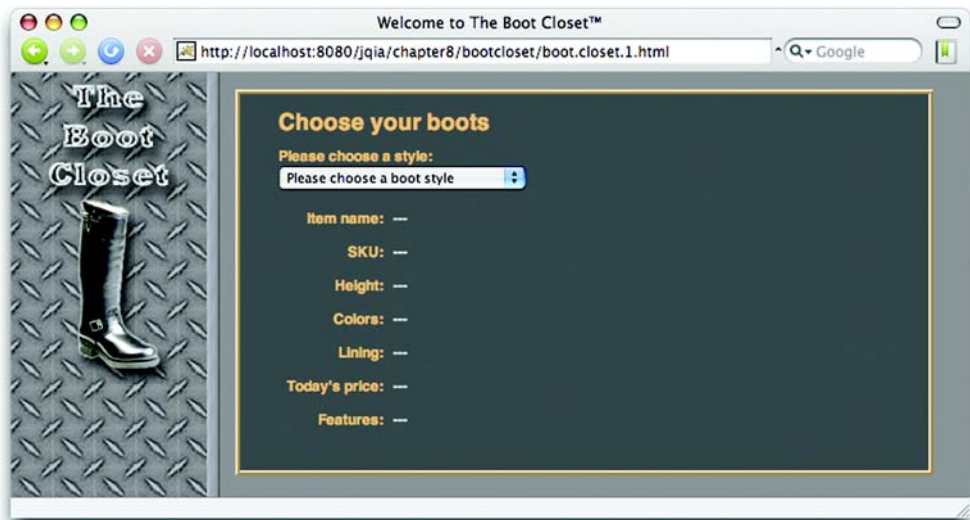 Welcome to The Boot Closet™
http://localhost:8080/jqia/chapter8/bootcloset/boot.closet.1.html
Google
The
Boot
Closet
Choose your boots
Please choose a style:
Please choose a boot style
Item name: ---
SKU: ---
Height: ---
Colors: ---
Lining: ---
Today's price: ---
Features: ---